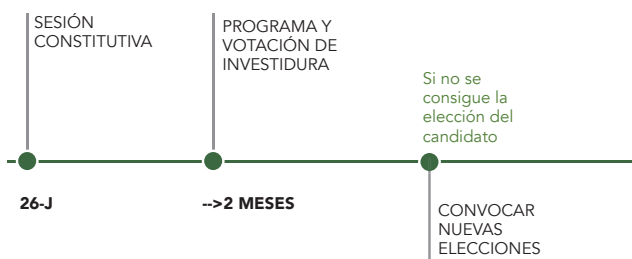 SESIÓN
CONSTITUTIVA
PROGRAMA Y
VOTACIÓN DE
INVESTIDURA
Si no se
consigue la
elección del
candidato
26-J
-->2 MESES
CONVOCAR
NUEVAS
ELECCIONES